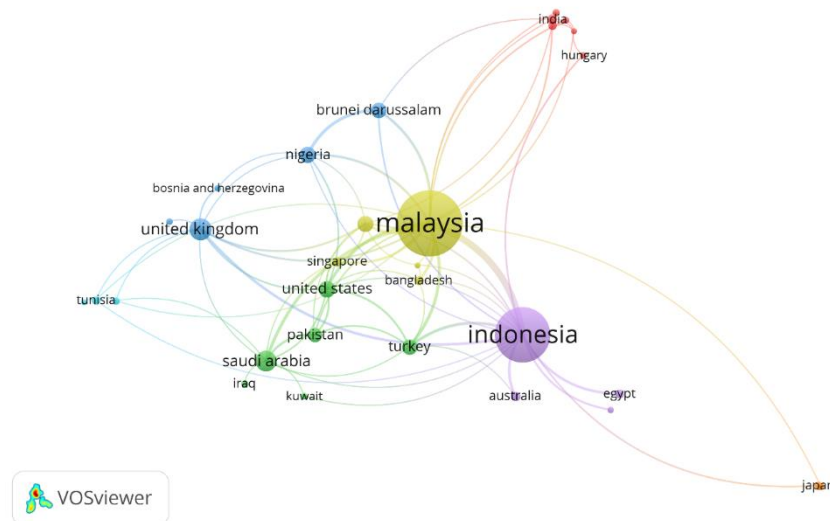 india
hungary
brunei darussalam
nigeria
bosnia and herzegovina
malaysia
united kingdom
singapore
bangladesh
united states
tunisia
pakistan
indonesia
turkey
saudi arabia
iraq
kuwait
australia
egypt
japan
VOSviewer